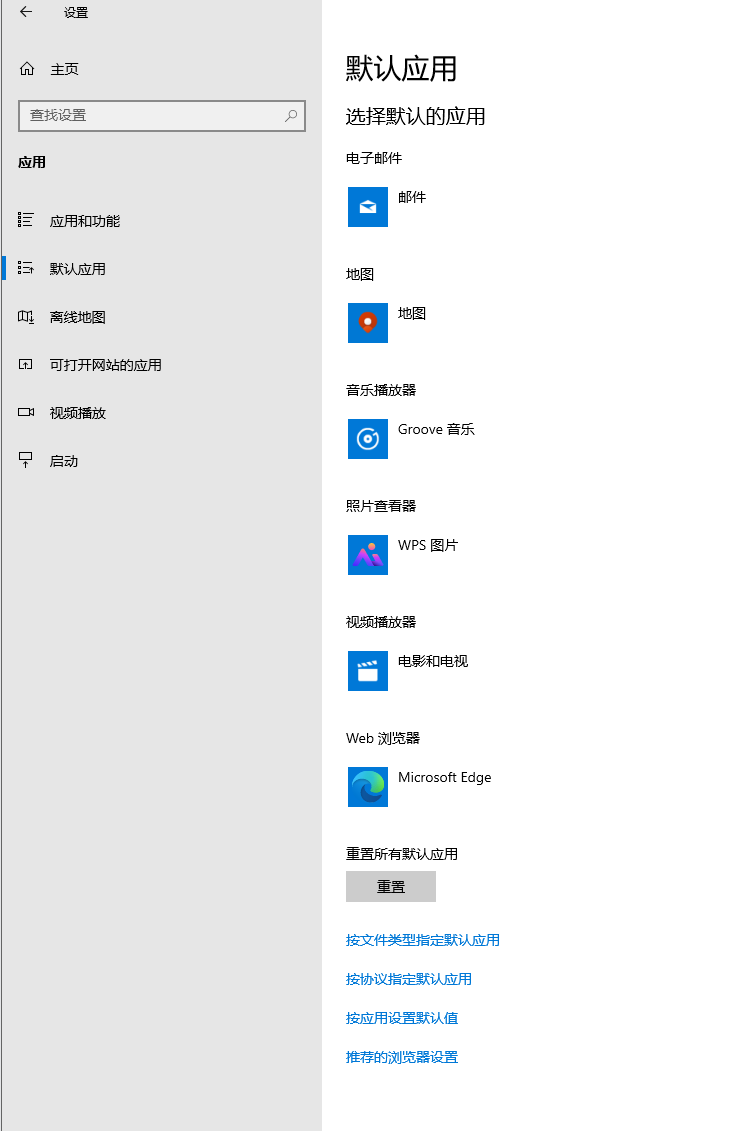 设置
主页
查找设置
应用
应用和功能
默认应用
离线地图
可打开网站的应用
视频播放
启动
默认应用
选择默认的应用
电子邮件
邮件
地图
地图
音乐播放器
Groove 音乐
照片查看器
WPS 图片
视频播放器
电影和电视
Web 浏览器
Microsoft Edge
重置所有默认应用
重置
按文件类型指定默认应用
按协议指定默认应用
按应用设置默认值
推荐的浏览器设置